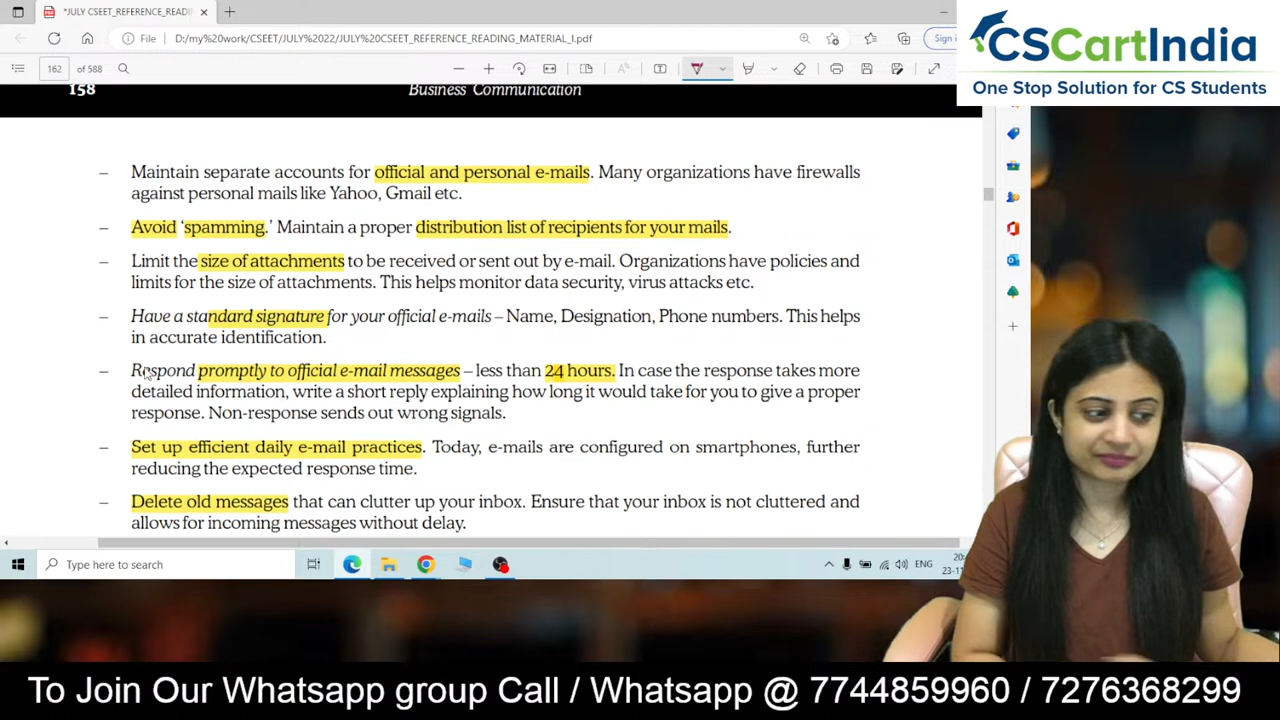 *JULY CSEET_REFERENCE_READING
CSCartIndia
One Stop Solution for CS Students
File
D:/my%20work/CSEET/JULY%202022/JULY%20CSEET_REFERENCE_READING_MATERIAL_I.pdf
Sign i
162 of 588
158 Business Communication
– Maintain separate accounts for official and personal e-mails. Many organizations have firewalls
against personal mails like Yahoo, Gmail etc.
– Avoid ‘spamming.’ Maintain a proper distribution list of recipients for your mails.
– Limit the size of attachments to be received or sent out by e-mail. Organizations have policies and
limits for the size of attachments. This helps monitor data security, virus attacks etc.
– Have a standard signature for your official e-mails – Name, Designation, Phone numbers. This helps
in accurate identification.
– Respond promptly to official e-mail messages – less than 24 hours. In case the response takes more
detailed information, write a short reply explaining how long it would take for you to give a proper
response. Non-response sends out wrong signals.
– Set up efficient daily e-mail practices. Today, e-mails are configured on smartphones, further
reducing the expected response time.
– Delete old messages that can clutter up your inbox. Ensure that your inbox is not cluttered and
allows for incoming messages without delay.
Type here to search
ENG
20:
23-11
To Join Our Whatsapp group Call / Whatsapp @ 7744859960 / 7276368299